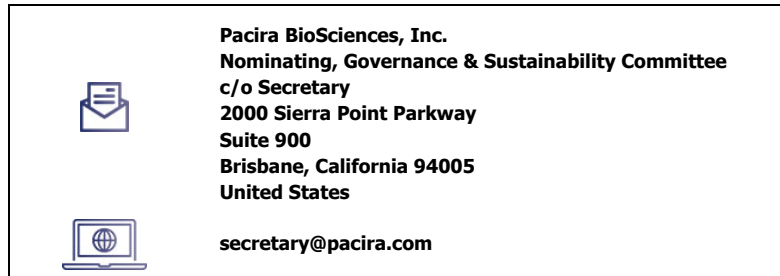 Pacira BioSciences, Inc.
Nominating, Governance & Sustainability Committee
c/o Secretary
2000 Sierra Point Parkway
Suite 900
Brisbane, California 94005
United States
secretary@pacira.com